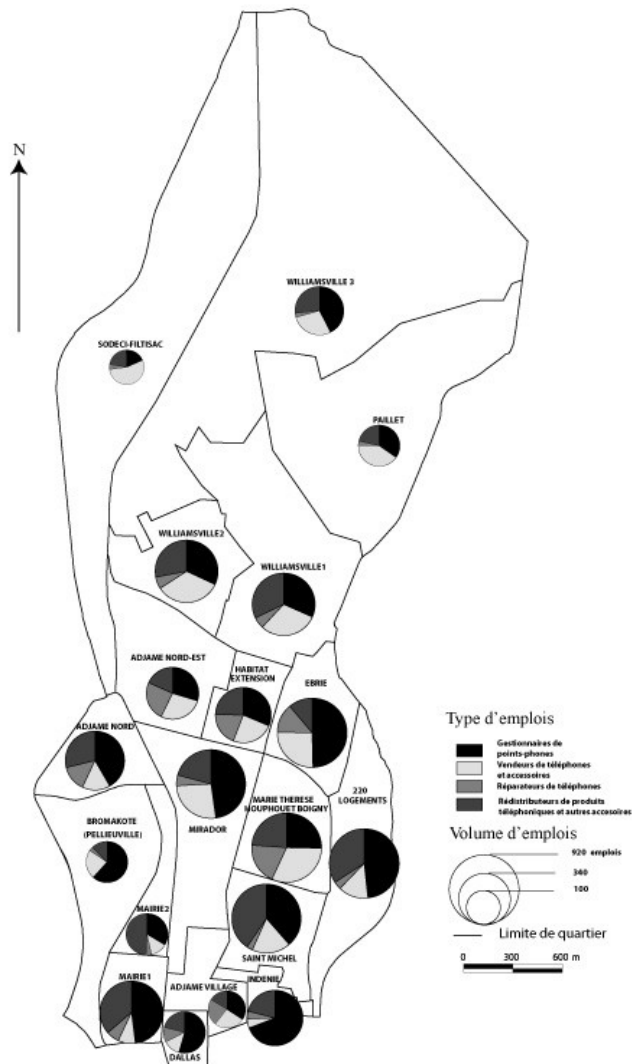 N
WILLIAMSVILLE 3
SODECI-FILTISAC
PAILLET
WILLIAMSVILLE2
WILLIAMSVILLE1
ADJAME NORD-EST
HABITAT
EXTENSION
EBRIE
ADJAME NORD
MIRADOR
MARIE THERESE
HOUPHOUET BOIGNY
220
LOGEMENTS
BROMAKOTE
(PELLIEUVILLE)
MAIRIE2
SAINT MICHEL
MAIRIE1
ADJAME VILLAGE
INDENIE
DALLAS
Type d'emplois
Gestionnaires de
points-phones
Vendeurs de téléphones
et accessoires
Réparateurs de téléphones
Rédistributeurs de produits
téléphoniques et autres accesoires
Volume d'emplois
920 emplois
340
100
Limite de quartier
0 300 600 m